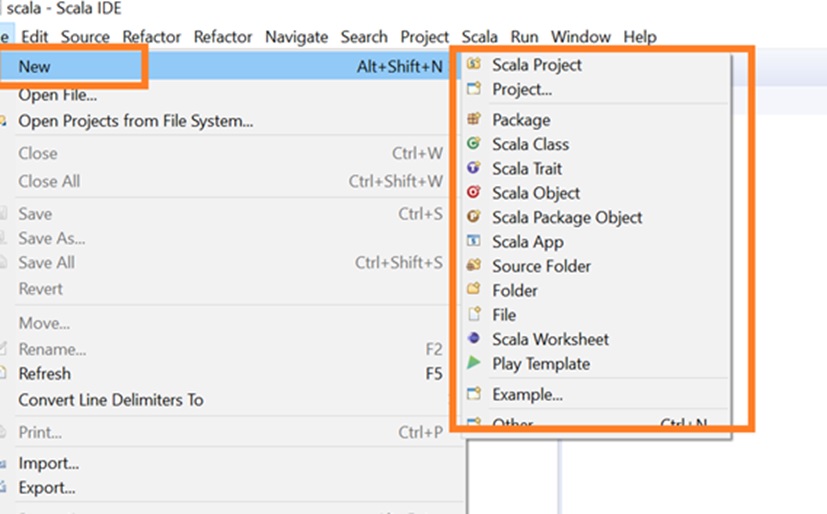 scala - Scala IDE
e Edit Source Refactor Refactor Navigate Search Project Scala Run Window Help
New Alt+Shift+N
Open File...
Open Projects from File System...
Close Ctrl+W
Close All Ctrl+Shift+W
Save Ctrl+S
Save As...
Save All Ctrl+Shift+S
Revert
Move...
Rename... F2
Refresh F5
Convert Line Delimiters To
Print... Ctrl+P
Import...
Export...
Scala Project
Project...
Package
Scala Class
Scala Trait
Scala Object
Scala Package Object
Scala App
Source Folder
Folder
File
Scala Worksheet
Play Template
Example...
Other Ctrl+N